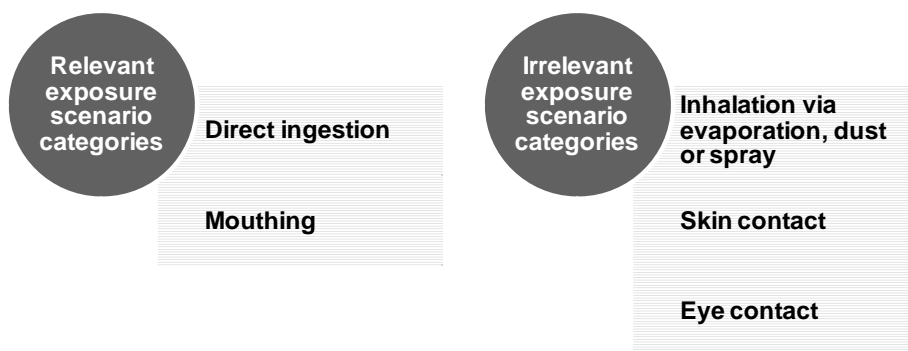 Relevant
exposure
scenario
categories
Direct ingestion
Mouthing
Irrelevant
exposure
scenario
categories
Inhalation via
evaporation, dust
or spray
Skin contact
Eye contact